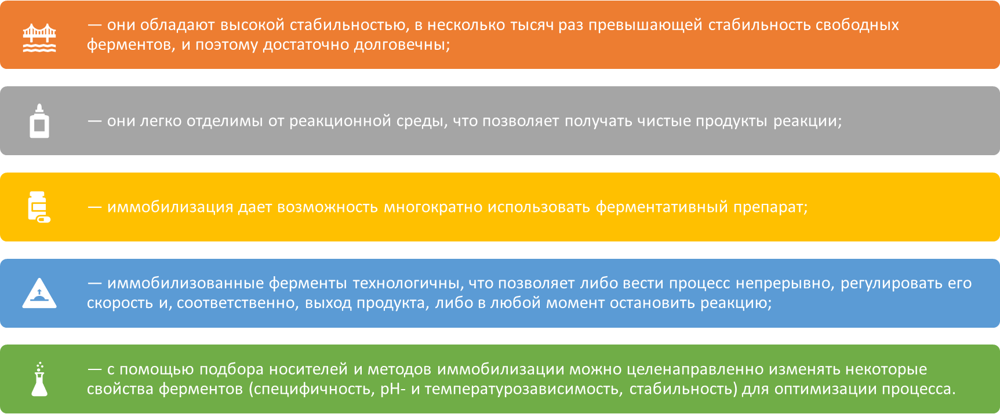 — они обладают высокой стабильностью, в несколько тысяч раз превышающей стабильность свободных
ферментов, и поэтому достаточно долговечны;
— они легко отделимы от реакционной среды, что позволяет получать чистые продукты реакции;
— иммобилизация дает возможность многократно использовать ферментативный препарат;
— иммобилизованные ферменты технологичны, что позволяет либо вести процесс непрерывно, регулировать его
скорость и, соответственно, выход продукта, либо в любой момент остановить реакцию;
— с помощью подбора носителей и методов иммобилизации можно целенаправленно изменять некоторые
свойства ферментов (специфичность, pH- и температурозависимость, стабильность) для оптимизации процесса.